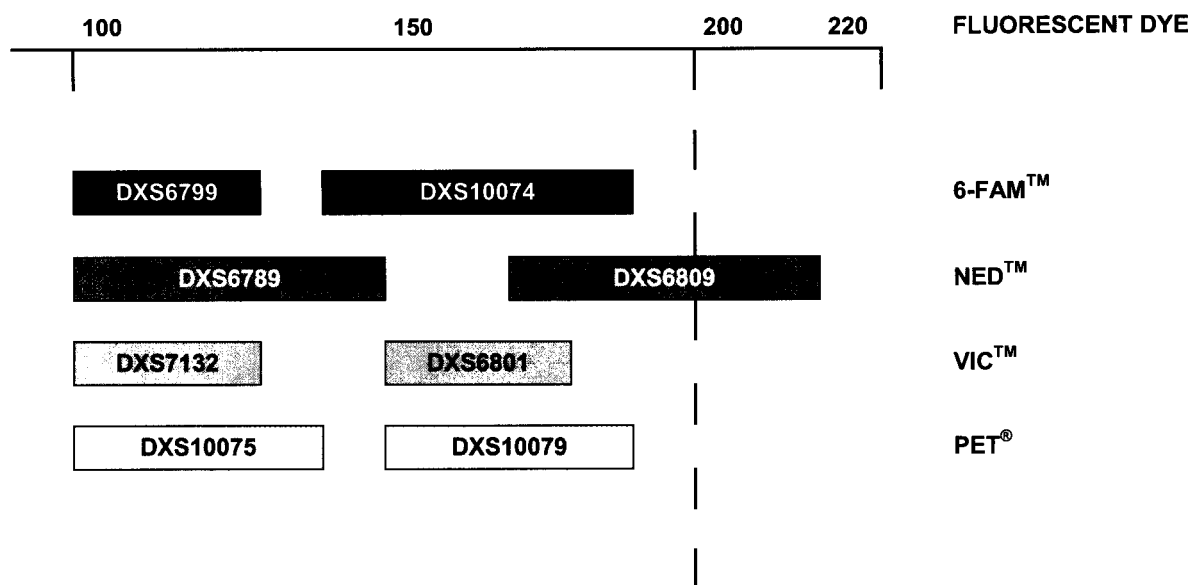 100 150 200 220 FLUORESCENT DYE
DXS6799 DXS10074 6-FAM™
DXS6789 DXS6809 NED™
DXS7132 DXS6801 VIC™
DXS10075 DXS10079 PET®